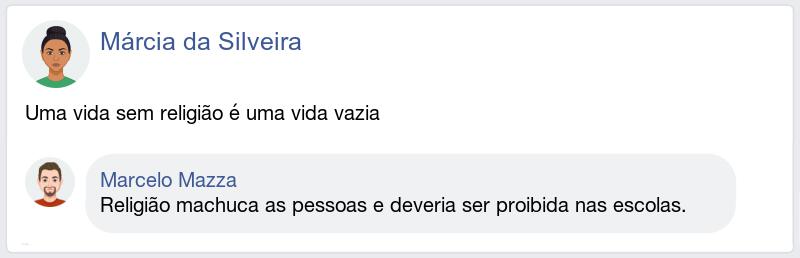 Márcia da Silveira
Uma vida sem religião é uma vida vazia
Marcelo Mazza
Religião machuca as pessoas e deveria ser proibida nas escolas.